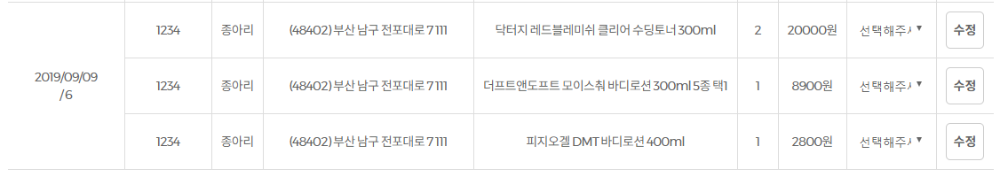 1234 종아리 (48402) 부산 남구 전포대로 7 111 닥터지 레드블레미쉬 클리어 수딩토너 300ml 2 20000원 선택해주세 수정
2019/09/09
/ 6
1234 종아리 (48402) 부산 남구 전포대로 7 111 더프트앤도프트 모이스춰 바디로션 300ml 5종 택1 1 8900원 선택해주세 수정
1234 종아리 (48402) 부산 남구 전포대로 7 111 피지오겔 DMT 바디로션 400ml 1 2800원 선택해주세 수정